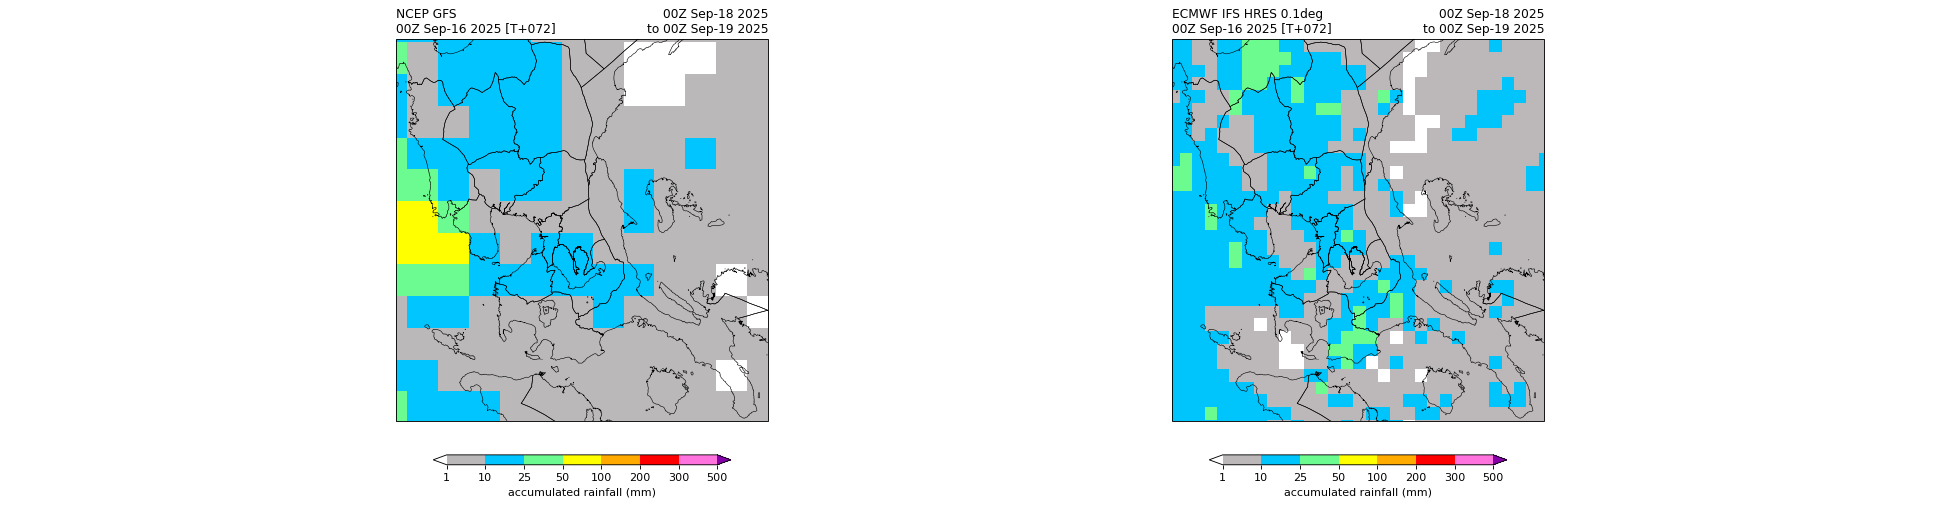 NCEP GFS 00Z Sep-18 2025
00Z Sep-16 2025 [T+072] to 00Z Sep-19 2025
1 10 25 50 100 200 300 500
accumulated rainfall (mm)
ECMWF IFS HRES 0.1deg 00Z Sep-18 2025
00Z Sep-16 2025 [T+072] to 00Z Sep-19 2025
1 10 25 50 100 200 300 500
accumulated rainfall (mm)